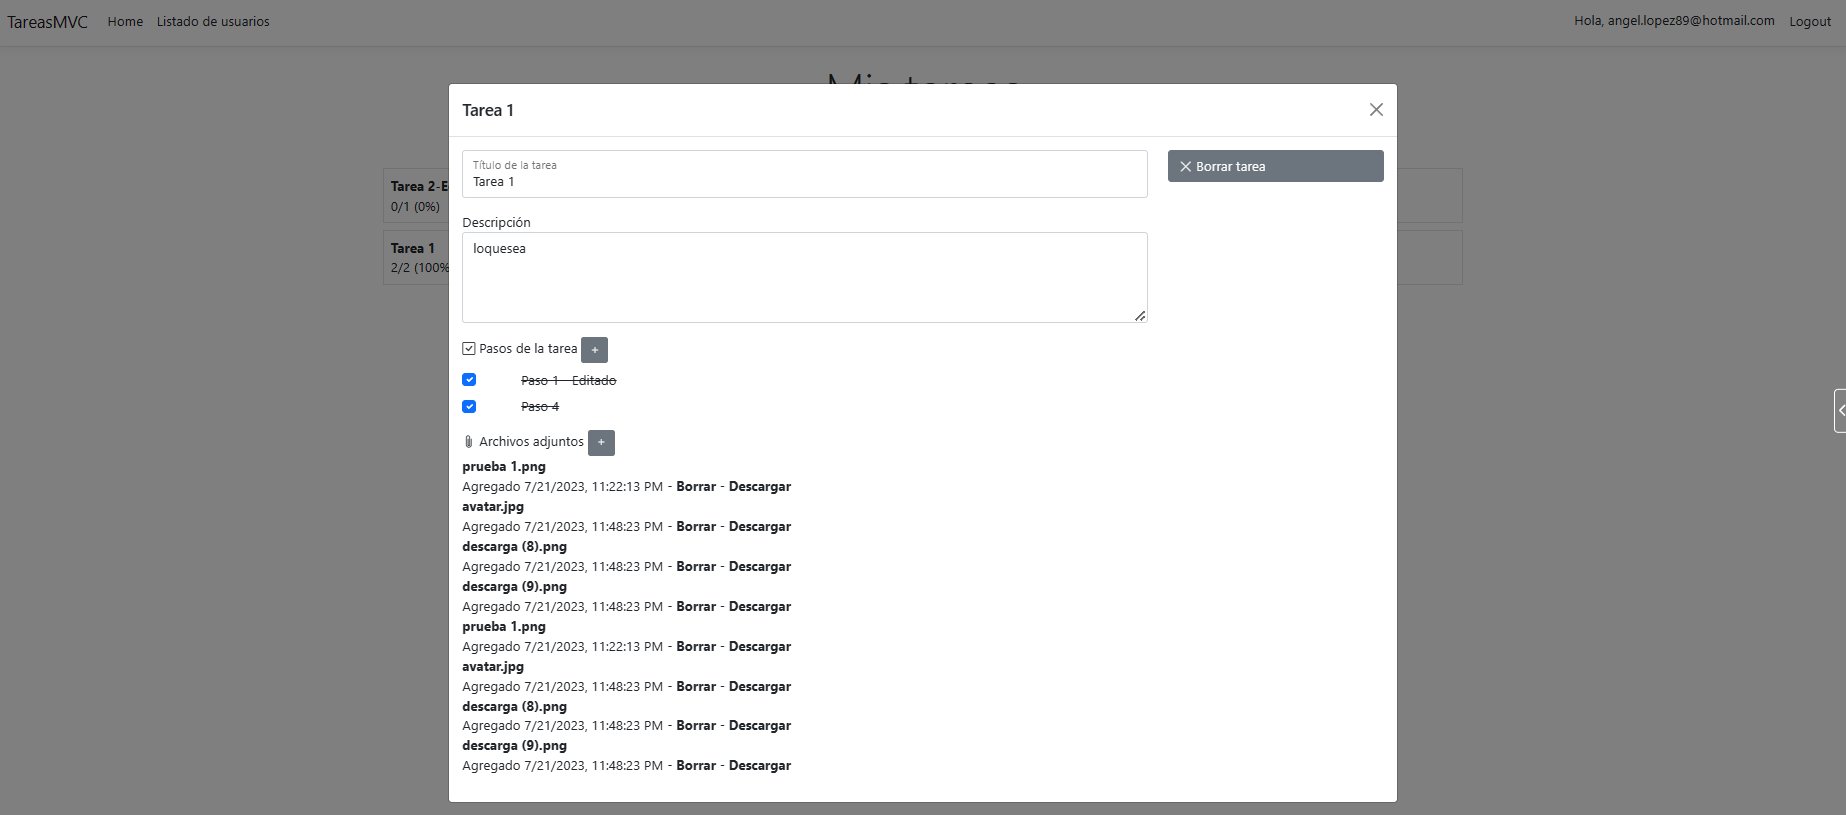 TareasMVC Home Listado de usuarios Hola, angel.lopez89@hotmail.com Logout
Tarea 1
Título de la tarea
Tarea 1
Borrar tarea
Tarea 2-E
0/1 (0%)
Tarea 1
2/2 (100%
Descripción
loquesea
Pasos de la tarea +
Paso 1 - Editado
Paso 4
Archivos adjuntos +
prueba 1.png
Agregado 7/21/2023, 11:22:13 PM - Borrar - Descargar
avatar.jpg
Agregado 7/21/2023, 11:48:23 PM - Borrar - Descargar
descarga (8).png
Agregado 7/21/2023, 11:48:23 PM - Borrar - Descargar
descarga (9).png
Agregado 7/21/2023, 11:48:23 PM - Borrar - Descargar
prueba 1.png
Agregado 7/21/2023, 11:22:13 PM - Borrar - Descargar
avatar.jpg
Agregado 7/21/2023, 11:48:23 PM - Borrar - Descargar
descarga (8).png
Agregado 7/21/2023, 11:48:23 PM - Borrar - Descargar
descarga (9).png
Agregado 7/21/2023, 11:48:23 PM - Borrar - Descargar